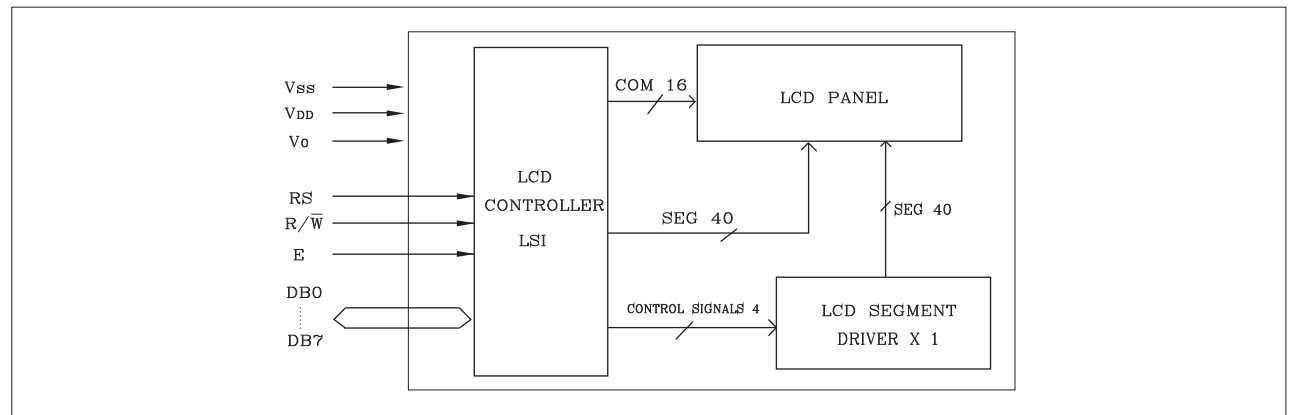 Vss
VDD
Vo
RS
R/W̅
E
DB0
DB7
LCD
CONTROLLER
LSI
COM 16
SEG 40
CONTROL SIGNALS 4
LCD PANEL
SEG 40
LCD SEGMENT
DRIVER X 1